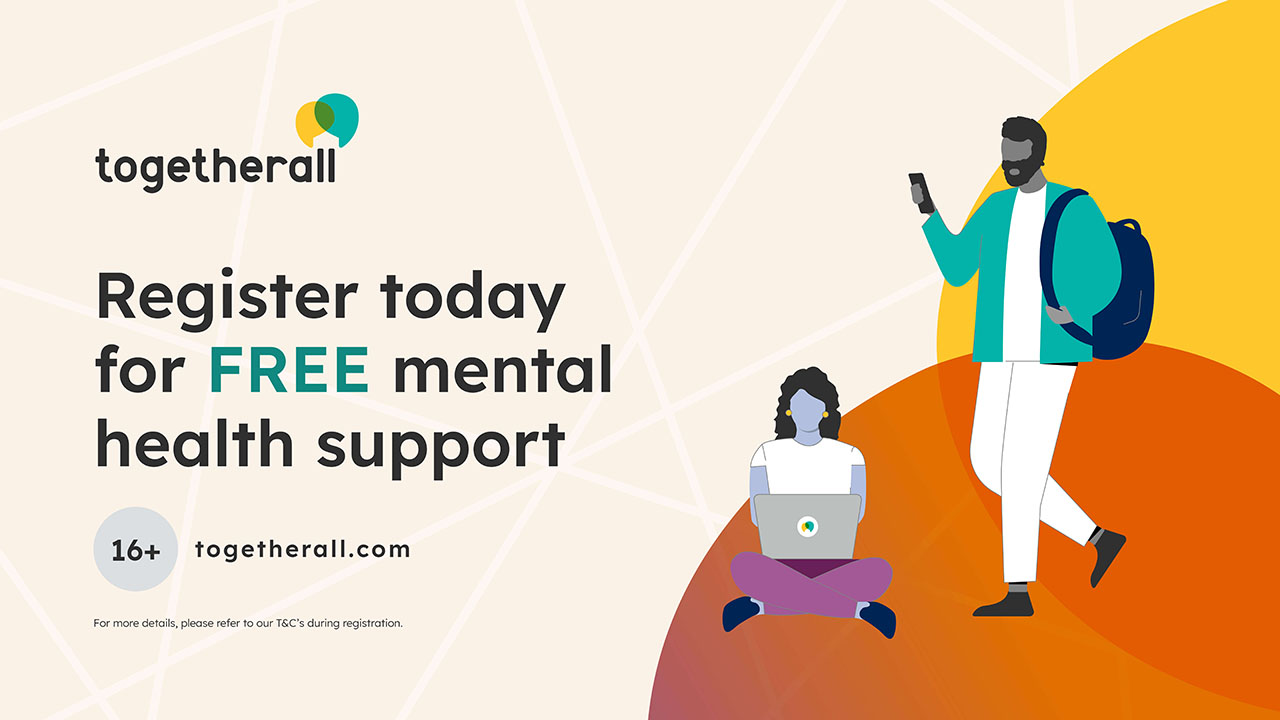 togetherall
Register today
for FREE mental
health support
16+
togetherall.com
For more details, please refer to our T&C's during registration.